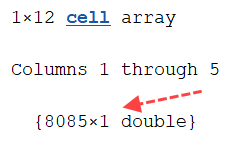 1×12 cell array
Columns 1 through 5
{8085×1 double}